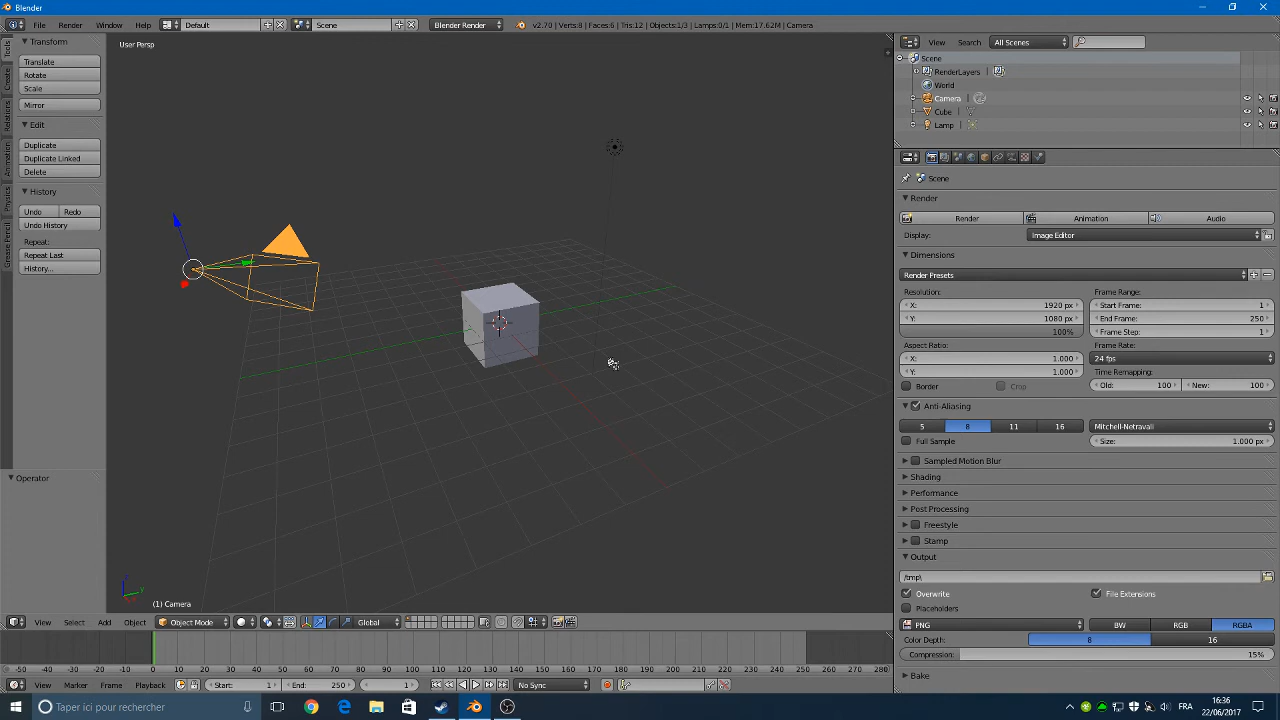 Blender
File Render Window Help Default Scene Blender Render v2.70 | Verts:8 | Faces:6 | Tris:12 | Objects:1/3 | Lamps:0/1 | Mem:17.62M | Camera
Tools
Create
Relations
Animation
Physics
Grease Pencil
Transform
Translate
Rotate
Scale
Mirror
Edit
Duplicate
Duplicate Linked
Delete
History
Undo Redo
Undo History
Repeat:
Repeat Last
History...
Operator
User Persp
(1) Camera
View Select Add Object Object Mode Global
-50 -40 -30 -20 -10 0 10 20 30 40 50 60 70 80 90 100 110 120 130 140 150 160 170 180 190 200 210 220 230 240 250 260 270 280
View Marker Frame Playback Start: 1 End: 250 1 No Sync
View Search All Scenes
Scene
RenderLayers
World
Camera
Cube
Lamp
Scene
Render
Render Animation Audio
Display: Image Editor
Dimensions
Render Presets
Resolution: Frame Range:
X: 1920 px Start Frame: 1
Y: 1080 px End Frame: 250
100% Frame Step: 1
Aspect Ratio: Frame Rate:
X: 1.000 24 fps
Y: 1.000 Time Remapping:
Border Crop Old: 100 New: 100
Anti-Aliasing
5 8 11 16 Mitchell-Netravali
Full Sample Size: 1.000 px
Sampled Motion Blur
Shading
Performance
Post Processing
Freestyle
Stamp
Output
/tmp\
Overwrite File Extensions
Placeholders
PNG BW RGB RGBA
Color Depth: 8 16
Compression: 15%
Bake
Taper ici pour rechercher FRA 16:36
22/06/2017